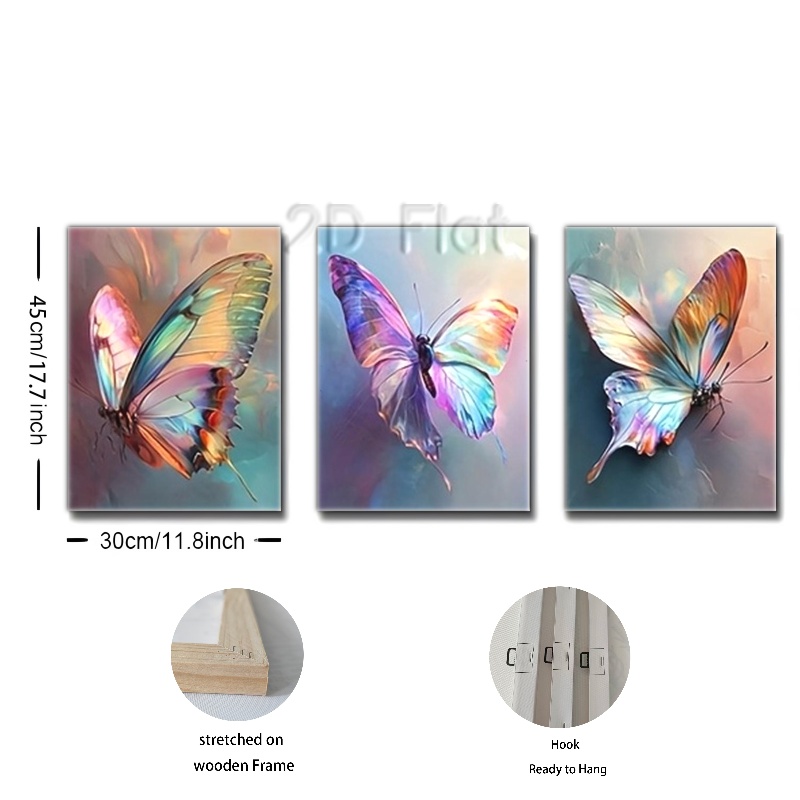 2D Flat
45cm/17.7inch
30cm/11.8inch
stretched on
wooden Frame
Hook
Ready to Hang